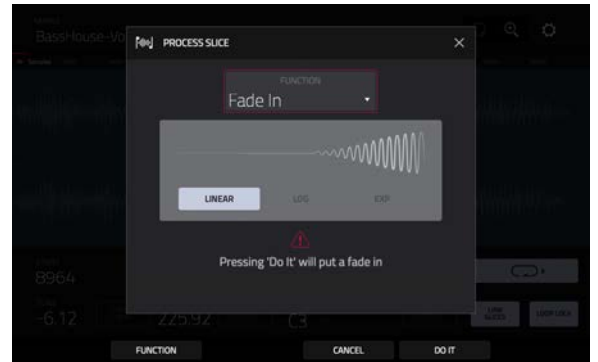 BassHouse-Vo
PROCESS SLICE
FUNCTION
Fade In
LINEAR
LOG
EXP
Pressing 'Do It' will put a fade in
8964
-6.12
225.92
C3
LOOP LOCK
FUNCTION
CANCEL
DO IT